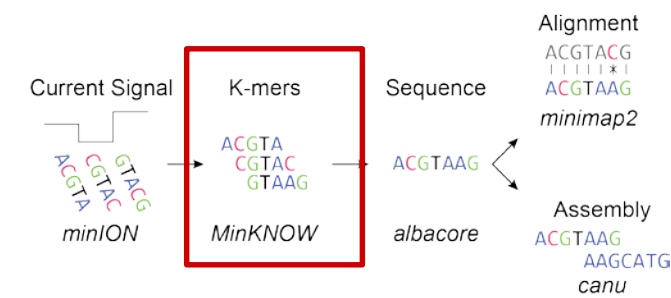 Current Signal
ACGTA
CGTAC
GTACG
minION
K-mers
ACGTA
CGTAC
GTAAG
MinKNOW
Sequence
ACGTAAG
albacore
Alignment
ACGTACG
| | | | | * |
ACGTAAG
minimap2
Assembly
ACGTAAG
AAGCATG
canu